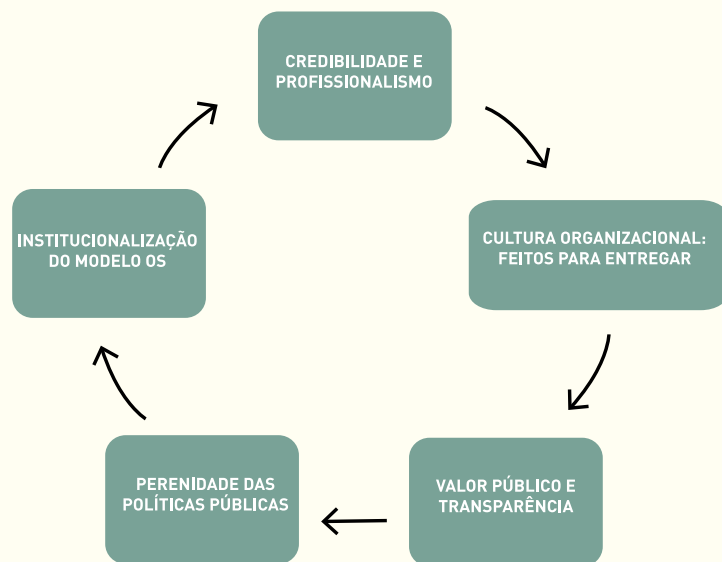 CREDIBILIDADE E
PROFISSIONALISMO
CULTURA ORGANIZACIONAL:
FEITOS PARA ENTREGAR
VALOR PÚBLICO E
TRANSPARÊNCIA
PERENIDADE DAS
POLÍTICAS PÚBLICAS
INSTITUCIONALIZAÇÃO
DO MODELO OS